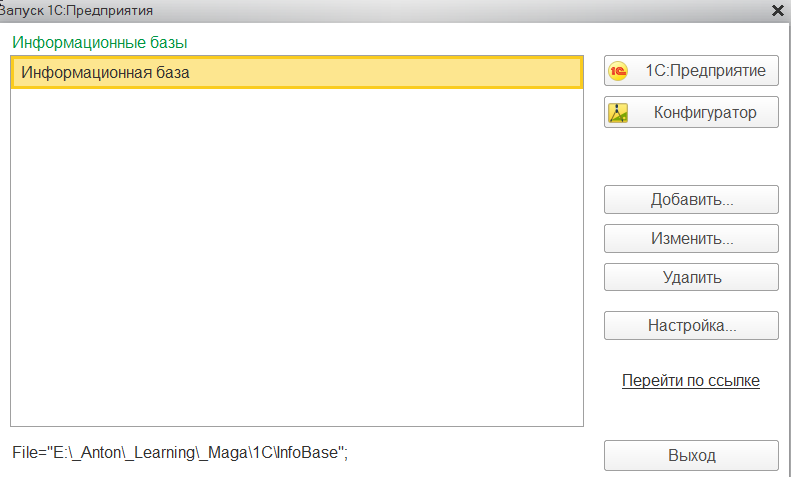 Запуск 1С:Предприятия
Информационные базы
Информационная база
1С:Предприятие
Конфигуратор
Добавить...
Изменить...
Удалить
Настройка...
Перейти по ссылке
File="E:\_Anton\_Learning\_Maga\1C\InfoBase";
Выход